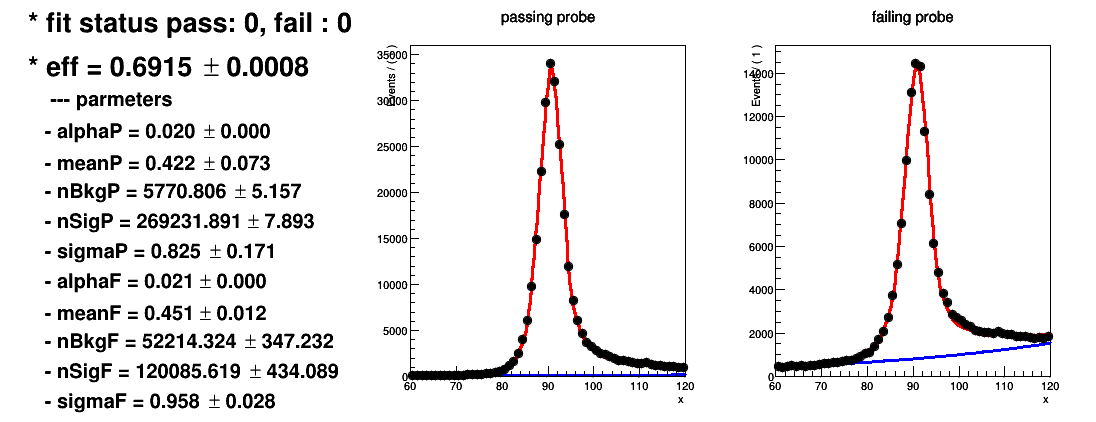 * fit status pass: 0, fail : 0
* eff = 0.6915 ± 0.0008
--- parmeters
- alphaP = 0.020 ± 0.000
- meanP = 0.422 ± 0.073
- nBkgP = 5770.806 ± 5.157
- nSigP = 269231.891 ± 7.893
- sigmaP = 0.825 ± 0.171
- alphaF = 0.021 ± 0.000
- meanF = 0.451 ± 0.012
- nBkgF = 52214.324 ± 347.232
- nSigF = 120085.619 ± 434.089
- sigmaF = 0.958 ± 0.028
passing probe
Events / ( 1 )
35000
30000
25000
20000
15000
10000
5000
0
60 70 80 90 100 110 120
x
failing probe
Events / ( 1 )
14000
12000
10000
8000
6000
4000
2000
0
60 70 80 90 100 110 120
x